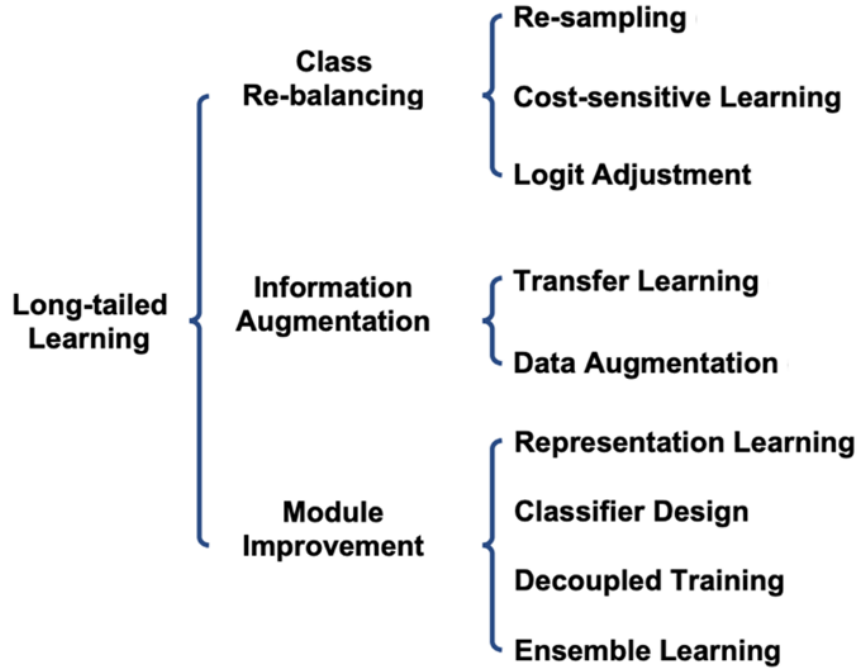 Long-tailed
Learning
Class
Re-balancing
Re-sampling
Cost-sensitive Learning
Logit Adjustment
Information
Augmentation
Transfer Learning
Data Augmentation
Module
Improvement
Representation Learning
Classifier Design
Decoupled Training
Ensemble Learning